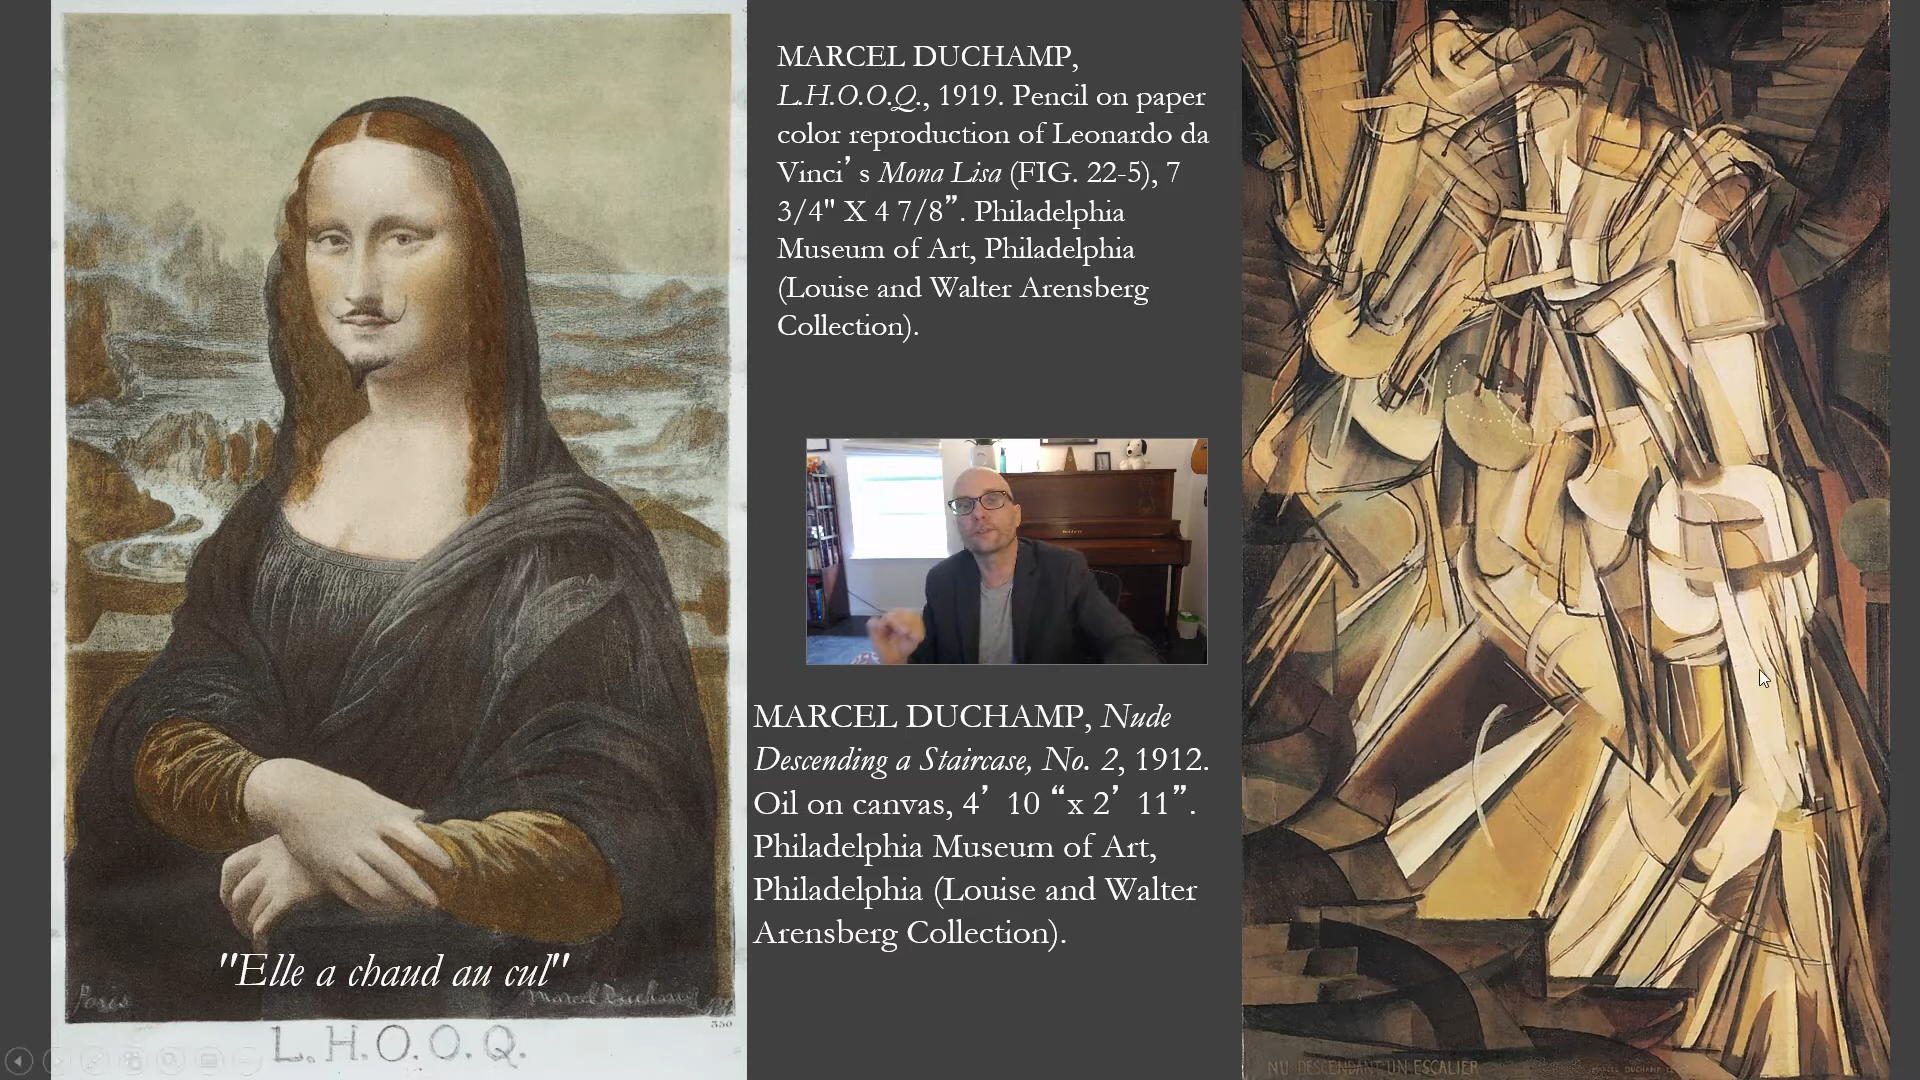 MARCEL DUCHAMP,
L.H.O.O.Q., 1919. Pencil on paper
color reproduction of Leonardo da
Vinci’s Mona Lisa (FIG. 22-5), 7
3/4" X 4 7/8”. Philadelphia
Museum of Art, Philadelphia
(Louise and Walter Arensberg
Collection).
MARCEL DUCHAMP, Nude
Descending a Staircase, No. 2, 1912.
Oil on canvas, 4’ 10 “x 2’ 11”.
Philadelphia Museum of Art,
Philadelphia (Louise and Walter
Arensberg Collection).
"Elle a chaud au cul"
Paris
Marcel Duchamp
330
L.H.O.O.Q.
NU DESCENDANT UN ESCALIER
MARCEL DUCHAMP